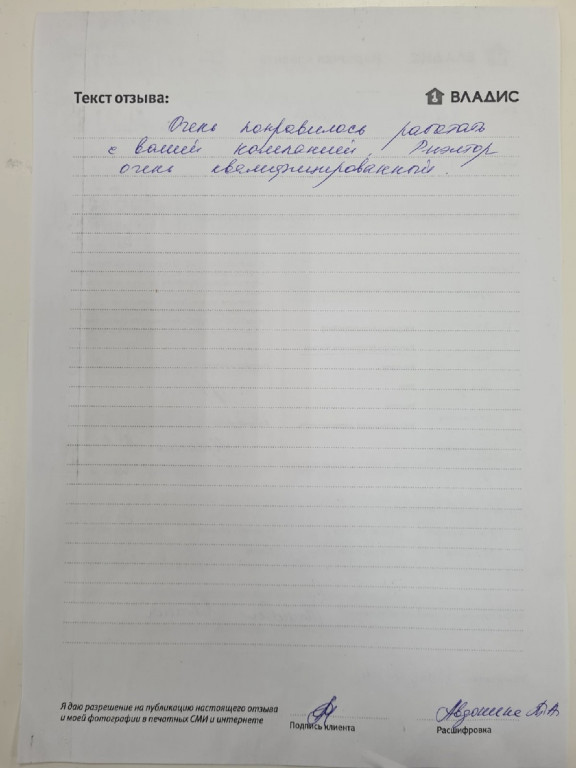 Текст отзыва:
ВЛАДИС
Очень понравилось работать
с вашей компанией. Риэлтор
очень квалифицированный.
Я даю разрешение на публикацию настоящего отзыва
и моей фотографии в печатных СМИ и интернете
Подпись клиента
Авдошина А.А
Расшифровка